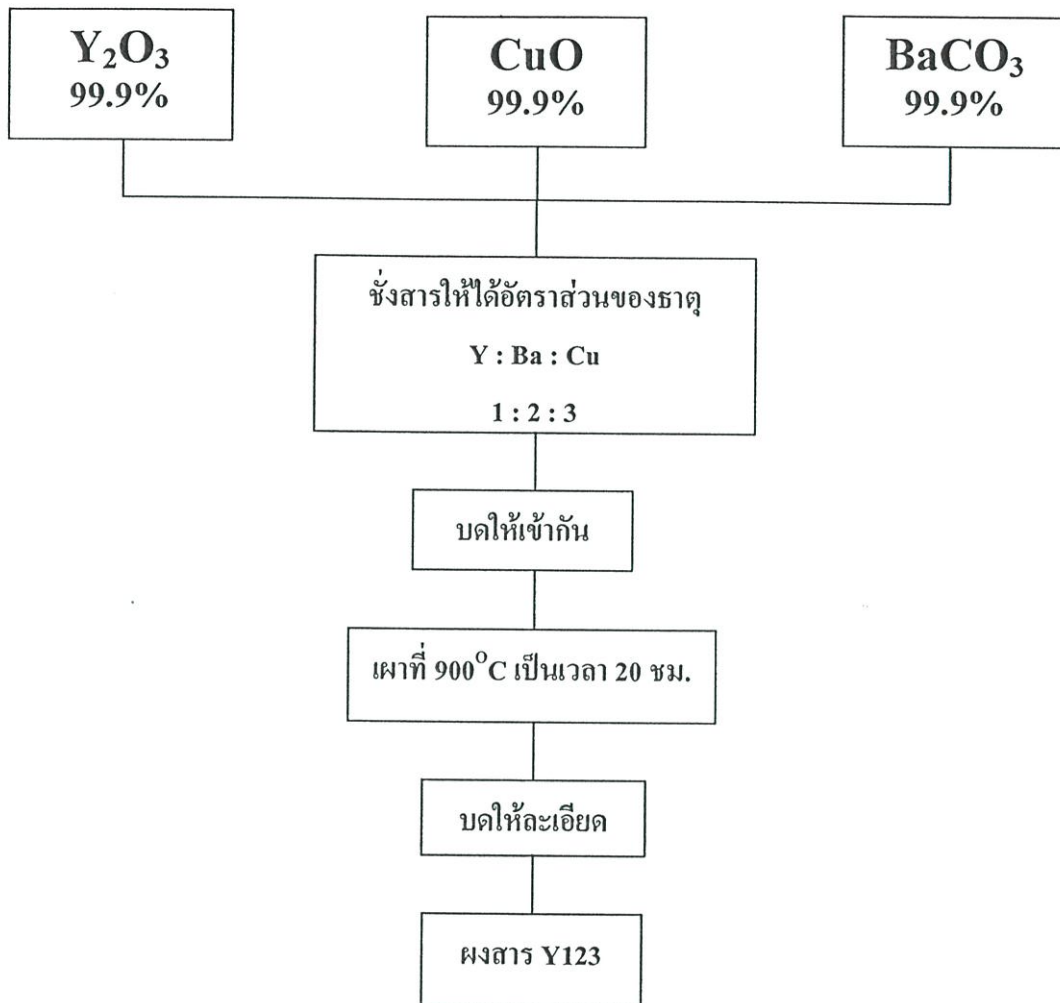 Y₂O₃
99.9%
CuO
99.9%
BaCO₃
99.9%
ชั่งสารให้ได้อัตราส่วนของธาตุ
Y : Ba : Cu
1 : 2 : 3
บดให้เข้ากัน
เผาที่ 900°C เป็นเวลา 20 ชม.
บดให้ละเอียด
ผงสาร Y123